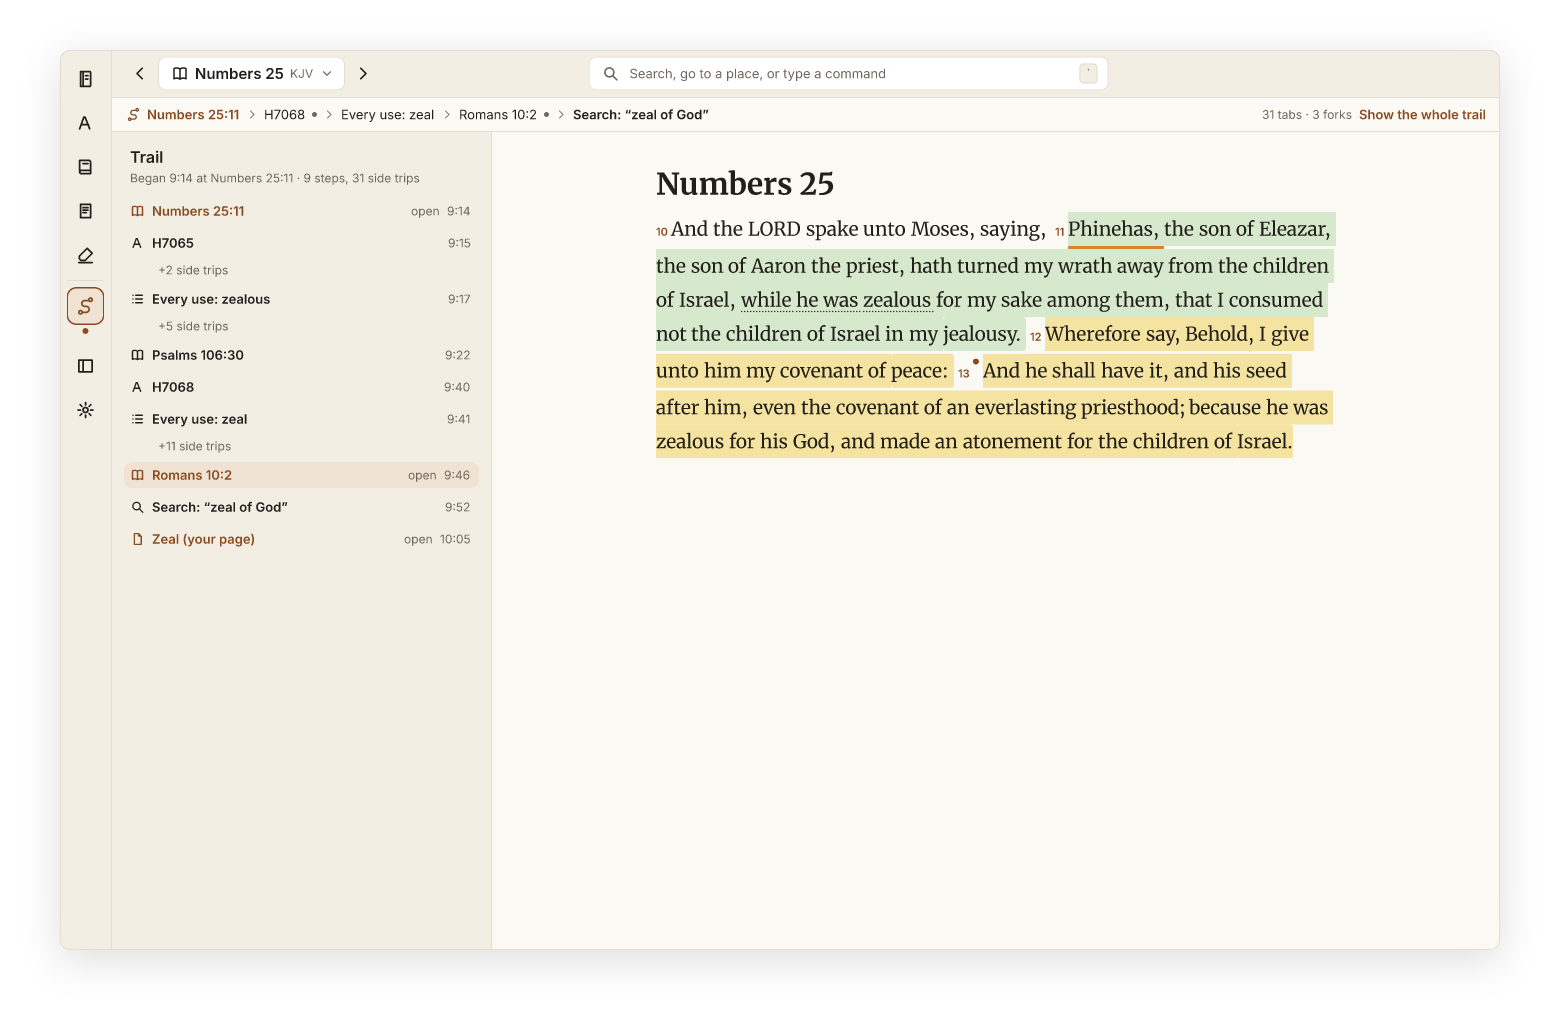 Numbers 25 KJV
Search, go to a place, or type a command
Numbers 25:11 > H7068 • > Every use: zeal > Romans 10:2 • > Search: “zeal of God”
31 tabs · 3 forks Show the whole trail
Trail
Began 9:14 at Numbers 25:11 · 9 steps, 31 side trips
Numbers 25:11 open 9:14
H7065 9:15
+2 side trips
Every use: zealous 9:17
+5 side trips
Psalms 106:30 9:22
H7068 9:40
Every use: zeal 9:41
+11 side trips
Romans 10:2 open 9:46
Search: “zeal of God” 9:52
Zeal (your page) open 10:05
Numbers 25
10 And the LORD spake unto Moses, saying, 11 Phinehas, the son of Eleazar,
the son of Aaron the priest, hath turned my wrath away from the children
of Israel, while he was zealous for my sake among them, that I consumed
not the children of Israel in my jealousy. 12 Wherefore say, Behold, I give
unto him my covenant of peace: 13 And he shall have it, and his seed
after him, even the covenant of an everlasting priesthood; because he was
zealous for his God, and made an atonement for the children of Israel.